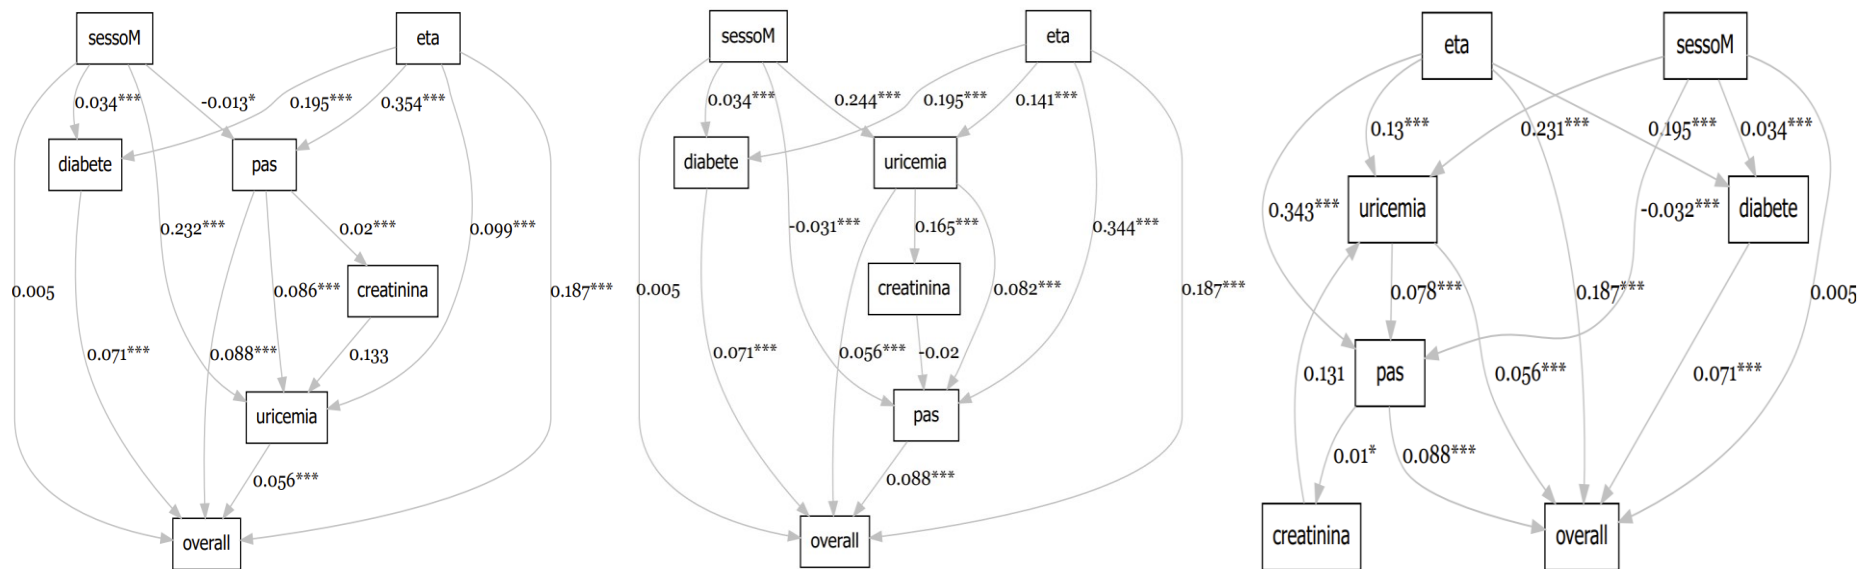 sessoM
eta
0.034***
-0.013*
0.195***
0.354***
diabete
pas
0.232***
0.02***
0.099***
0.005
0.086***
creatinina
0.187***
0.071***
0.088***
0.133
uricemia
0.056***
overall
sessoM
eta
0.034***
0.244***
0.195***
0.141***
diabete
uricemia
-0.031***
0.165***
0.344***
0.005
creatinina
0.082***
0.187***
0.071***
0.056***
-0.02
pas
0.088***
overall
eta
sessoM
0.13***
0.231***
0.195***
0.034***
0.343***
uricemia
-0.032***
diabete
0.078***
0.187***
0.005
0.131
pas
0.056***
0.071***
0.01*
0.088***
creatinina
overall